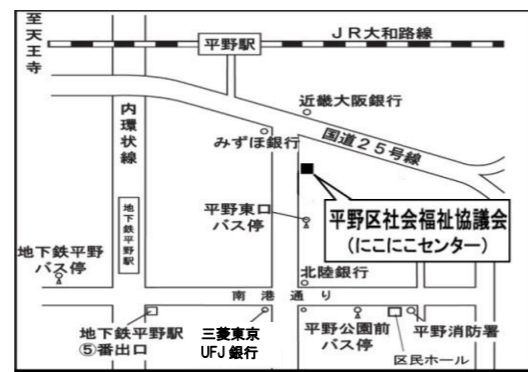 至天王寺
JR大和路線
平野駅
近畿大阪銀行
国道25号線
みずほ銀行
内環状線
地下鉄平野駅
平野東口
バス停
平野区社会福祉協議会
(にこにこセンター)
地下鉄平野
バス停
北陸銀行
南港通り
地下鉄平野駅
⑤番出口
三菱東京
UFJ銀行
平野公園前
バス停
平野消防署
区民ホール